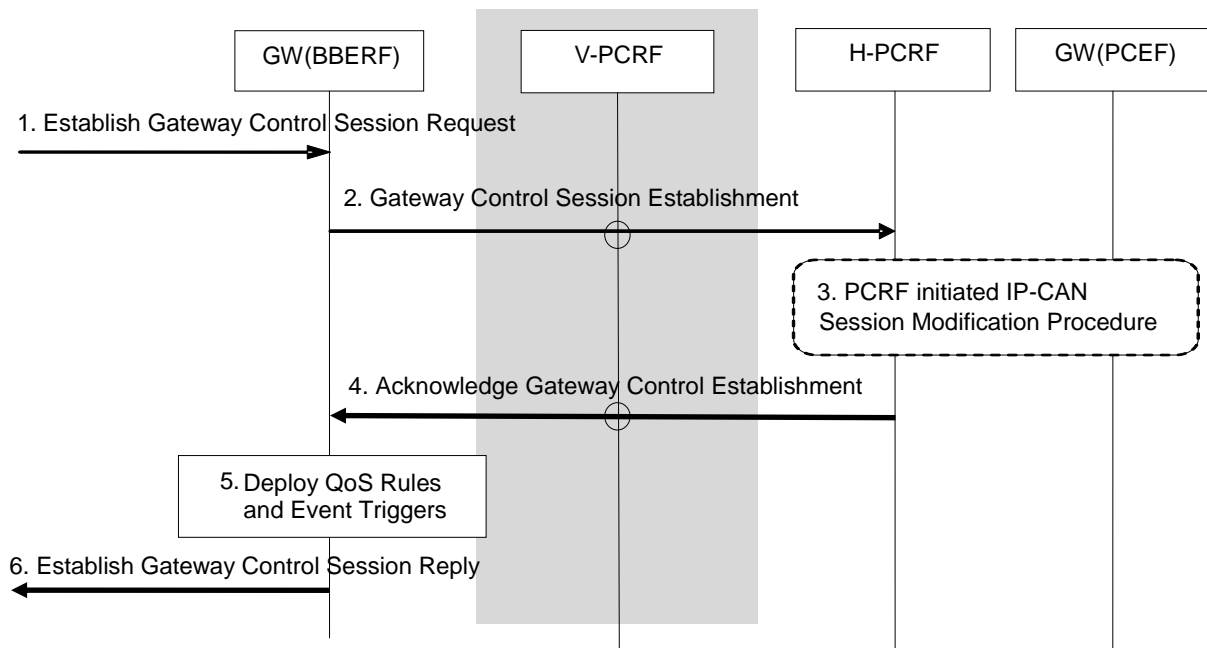 GW(BBERF)
V-PCRF
H-PCRF
GW(PCEF)
1. Establish Gateway Control Session Request
2. Gateway Control Session Establishment
3. PCRF initiated IP-CAN
Session Modification Procedure
4. Acknowledge Gateway Control Establishment
5. Deploy QoS Rules
and Event Triggers
6. Establish Gateway Control Session Reply